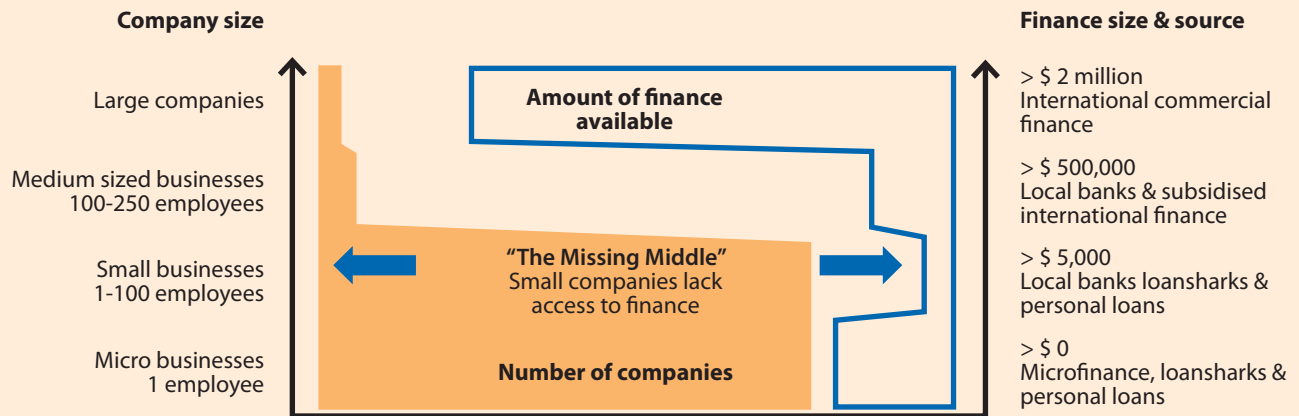 Company size
Finance size & source
Large companies
Medium sized businesses
100-250 employees
Small businesses
1-100 employees
Micro businesses
1 employee
Amount of finance
available
“The Missing Middle”
Small companies lack
access to finance
Number of companies
> $ 2 million
International commercial
finance
> $ 500,000
Local banks & subsidised
international finance
> $ 5,000
Local banks loansharks &
personal loans
> $ 0
Microfinance, loansharks &
personal loans